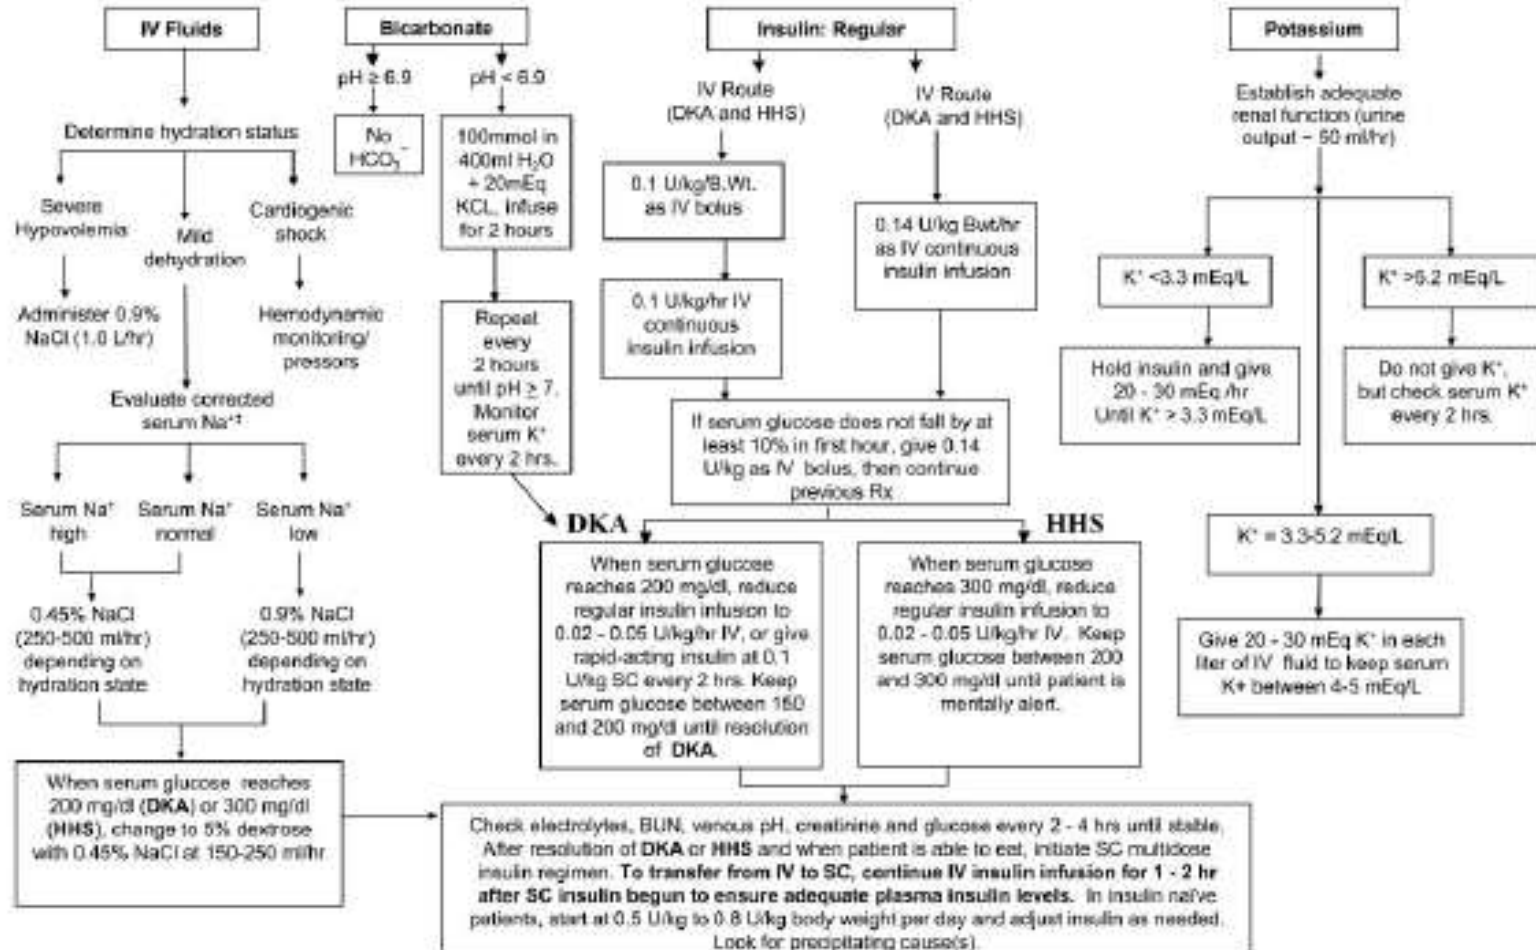 IV Fluids
Determine hydration status
Severe
Hypovolemia
Administer 0.9%
NaCl (1.0 L/hr)
Mild
dehydration
Cardiogenic
shock
Hemodynamic
monitoring/
pressors
Evaluate corrected
serum Na⁺‡
Serum Na⁺
high
Serum Na⁺
normal
Serum Na⁺
low
0.45% NaCl
(250-500 ml/hr)
depending on
hydration state
0.9% NaCl
(250-500 ml/hr)
depending on
hydration state
When serum glucose reaches
200 mg/dl (DKA) or 300 mg/dl
(HHS), change to 5% dextrose
with 0.45% NaCl at 150-250 ml/hr
Bicarbonate
pH ≥ 6.9
No
HCO₃⁻
pH < 6.9
100mmol in
400ml H₂O
+ 20mEq
KCL, infuse
for 2 hours
Repeat
every
2 hours
until pH ≥ 7.
Monitor
serum K⁺
every 2 hrs.
Insulin: Regular
IV Route
(DKA and HHS)
0.1 U/kg/B.Wt.
as IV bolus
0.1 U/kg/hr IV
continuous
insulin infusion
IV Route
(DKA and HHS)
0.14 U/kg Bwt/hr
as IV continuous
insulin infusion
If serum glucose does not fall by at
least 10% in first hour, give 0.14
U/kg as IV bolus, then continue
previous Rx
DKA
When serum glucose
reaches 200 mg/dl, reduce
regular insulin infusion to
0.02 - 0.05 U/kg/hr IV, or give
rapid-acting insulin at 0.1
U/kg SC every 2 hrs. Keep
serum glucose between 150
and 200 mg/dl until resolution
of DKA.
HHS
When serum glucose
reaches 300 mg/dl, reduce
regular insulin infusion to
0.02 - 0.05 U/kg/hr IV. Keep
serum glucose between 200
and 300 mg/dl until patient is
mentally alert.
Potassium
Establish adequate
renal function (urine
output ~ 50 ml/hr)
K⁺ <3.3 mEq/L
Hold insulin and give
20 - 30 mEq /hr
Until K⁺ > 3.3 mEq/L
K⁺ >5.2 mEq/L
Do not give K⁺,
but check serum K⁺
every 2 hrs.
K⁺ = 3.3-5.2 mEq/L
Give 20 - 30 mEq K⁺ in each
liter of IV fluid to keep serum
K+ between 4-5 mEq/L
Check electrolytes, BUN, venous pH, creatinine and glucose every 2 - 4 hrs until stable.
After resolution of DKA or HHS and when patient is able to eat, initiate SC multidose
insulin regimen. To transfer from IV to SC, continue IV insulin infusion for 1 - 2 hr
after SC insulin begun to ensure adequate plasma insulin levels. In insulin naïve
patients, start at 0.5 U/kg to 0.8 U/kg body weight per day and adjust insulin as needed.
Look for precipitating cause(s).